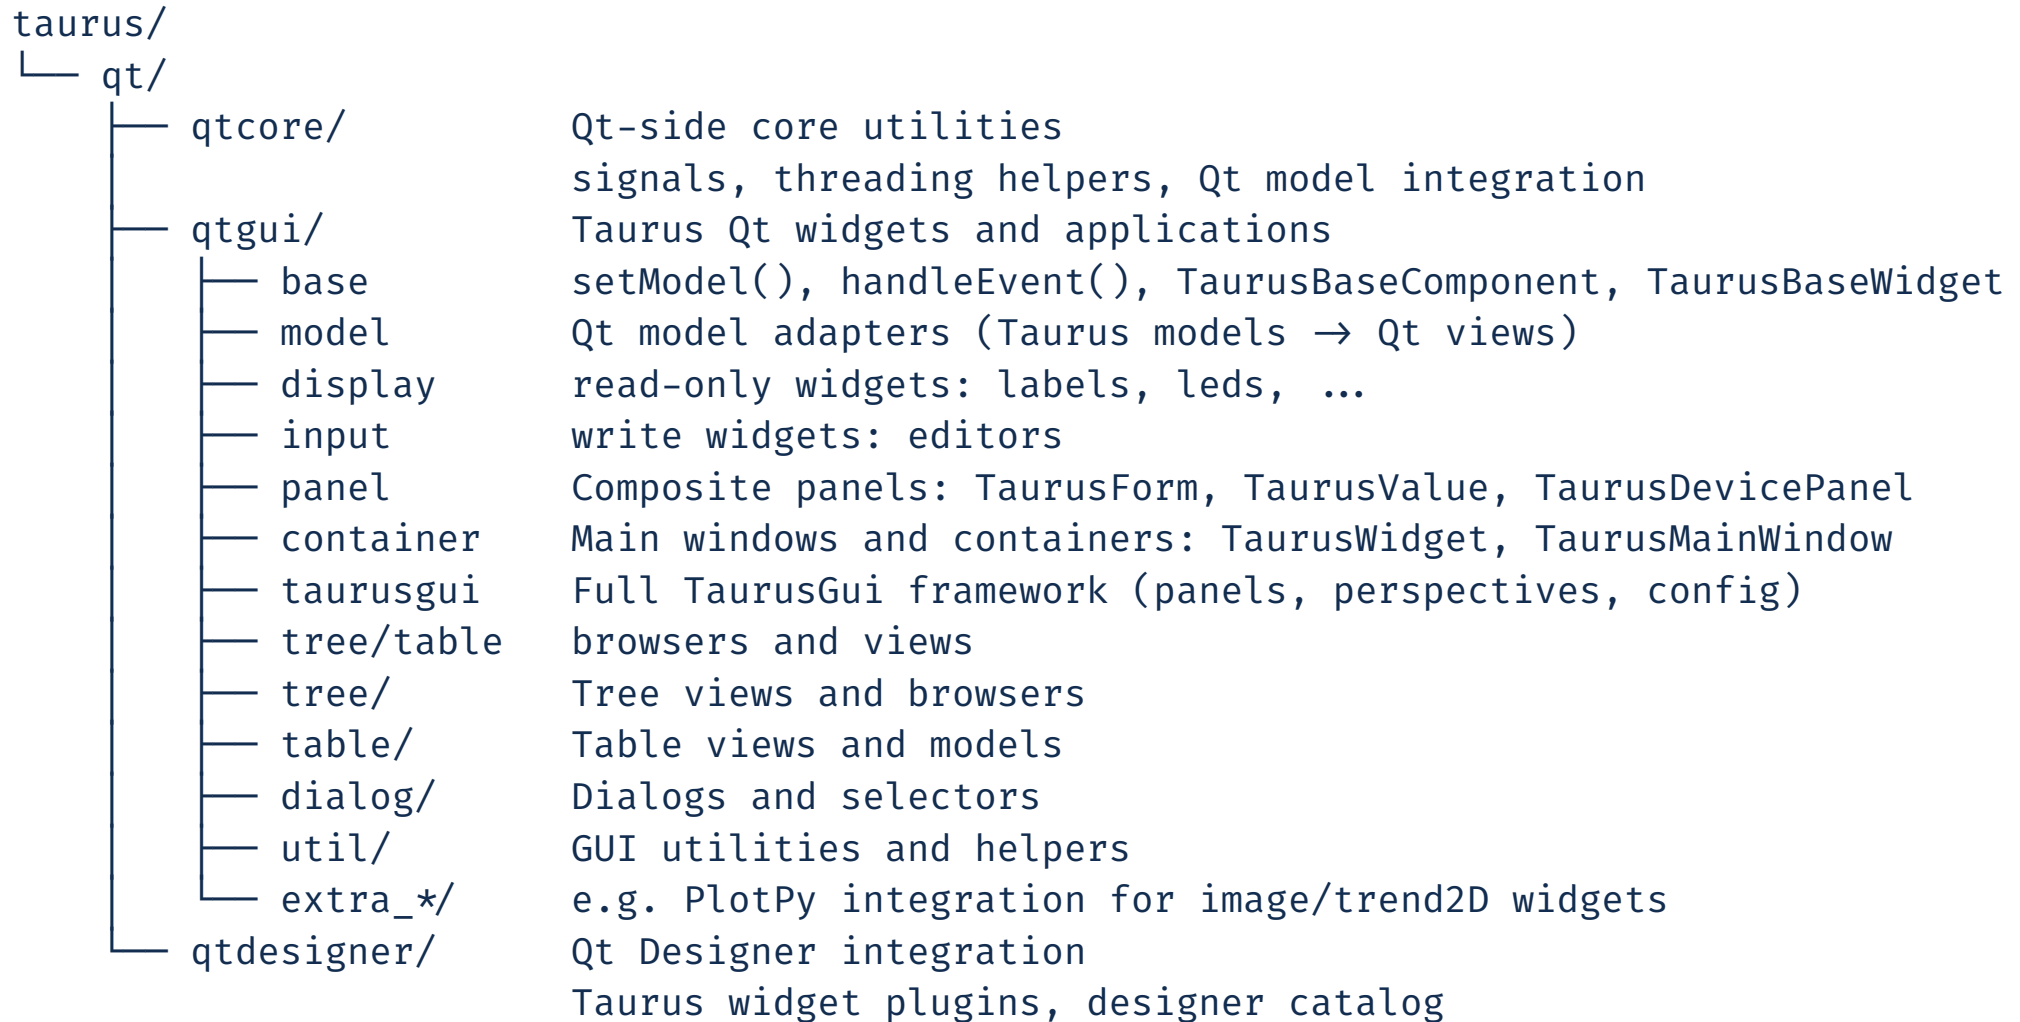 taurus/
└── qt/
    ├── qtcore/          Qt-side core utilities
    │                    signals, threading helpers, Qt model integration
    ├── qtgui/           Taurus Qt widgets and applications
    │   ├── base         setModel(), handleEvent(), TaurusBaseComponent, TaurusBaseWidget
    │   ├── model        Qt model adapters (Taurus models → Qt views)
    │   ├── display      read-only widgets: labels, leds, ...
    │   ├── input        write widgets: editors
    │   ├── panel        Composite panels: TaurusForm, TaurusValue, TaurusDevicePanel
    │   ├── container    Main windows and containers: TaurusWidget, TaurusMainWindow
    │   ├── taurusgui    Full TaurusGui framework (panels, perspectives, config)
    │   ├── tree/table   browsers and views
    │   ├── tree/        Tree views and browsers
    │   ├── table/       Table views and models
    │   ├── dialog/      Dialogs and selectors
    │   ├── util/        GUI utilities and helpers
    │   └── extra_*/     e.g. PlotPy integration for image/trend2D widgets
    └── qtdesigner/      Qt Designer integration
                         Taurus widget plugins, designer catalog